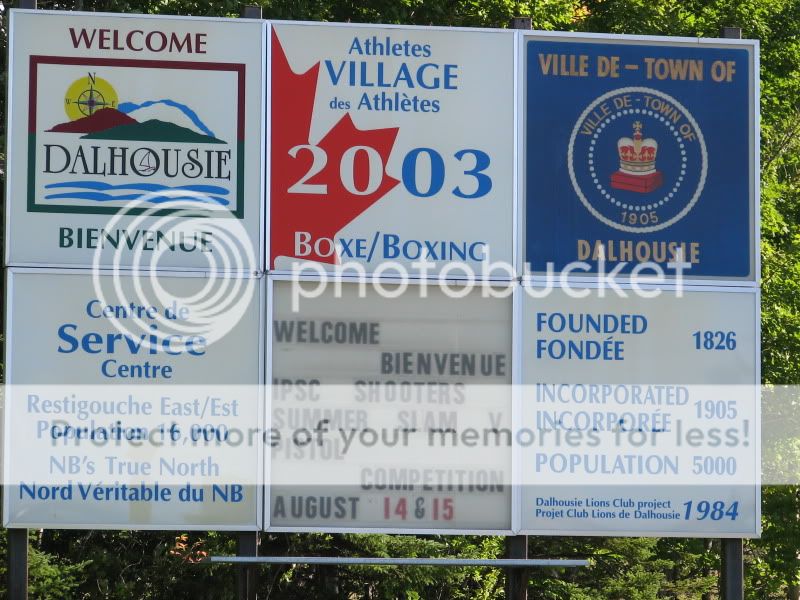 WELCOME
N
W
DALHOUSIE
BIENVENUE
Athletes
VILLAGE
des Athlètes
2003
BOXE/BOXING
VILLE DE - TOWN OF
VILLE DE - TOWN OF
1905
DALHOUSIE
Centre de
Service
Centre
Restigouche East/Est
Population 16,000
NB's True North
Nord Véritable du NB
WELCOME
BIENVENUE
IPSC SHOOTERS
SUMMER SLAM V
PISTOL
COMPETITION
AUGUST 14 & 15
FOUNDED
FONDÉE 1826
INCORPORATED
INCORPORÉE 1905
POPULATION 5000
Dalhousie Lions Club project
Projet Club Lions de Dalhousie 1984
photobucket
Protect more of your memories for less!